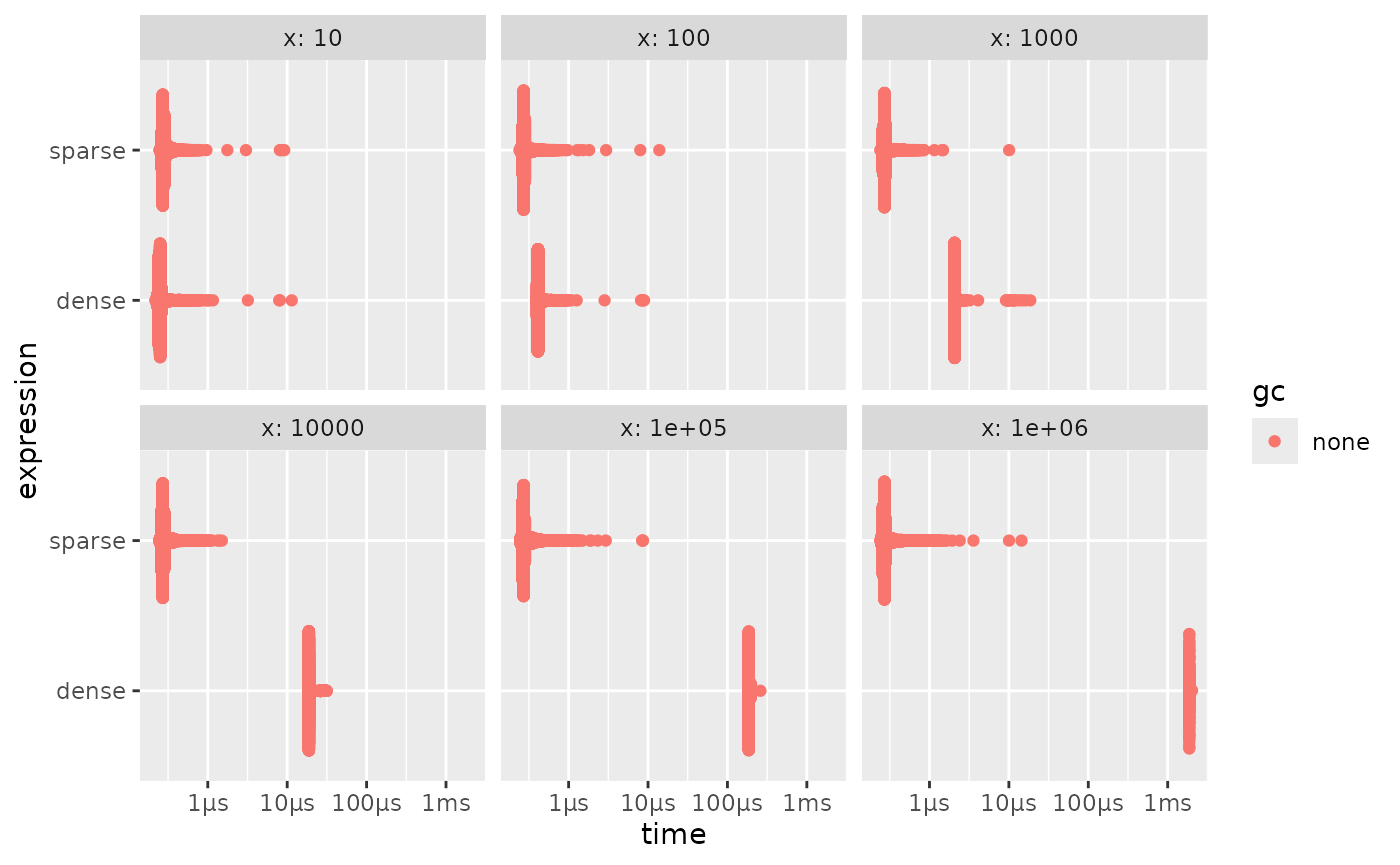 x: 10
x: 100
x: 1000
sparse
dense
x: 10000
x: 1e+05
x: 1e+06
sparse
dense
1µs 10µs 100µs 1ms
1µs 10µs 100µs 1ms
1µs 10µs 100µs 1ms
time
expression
gc
none